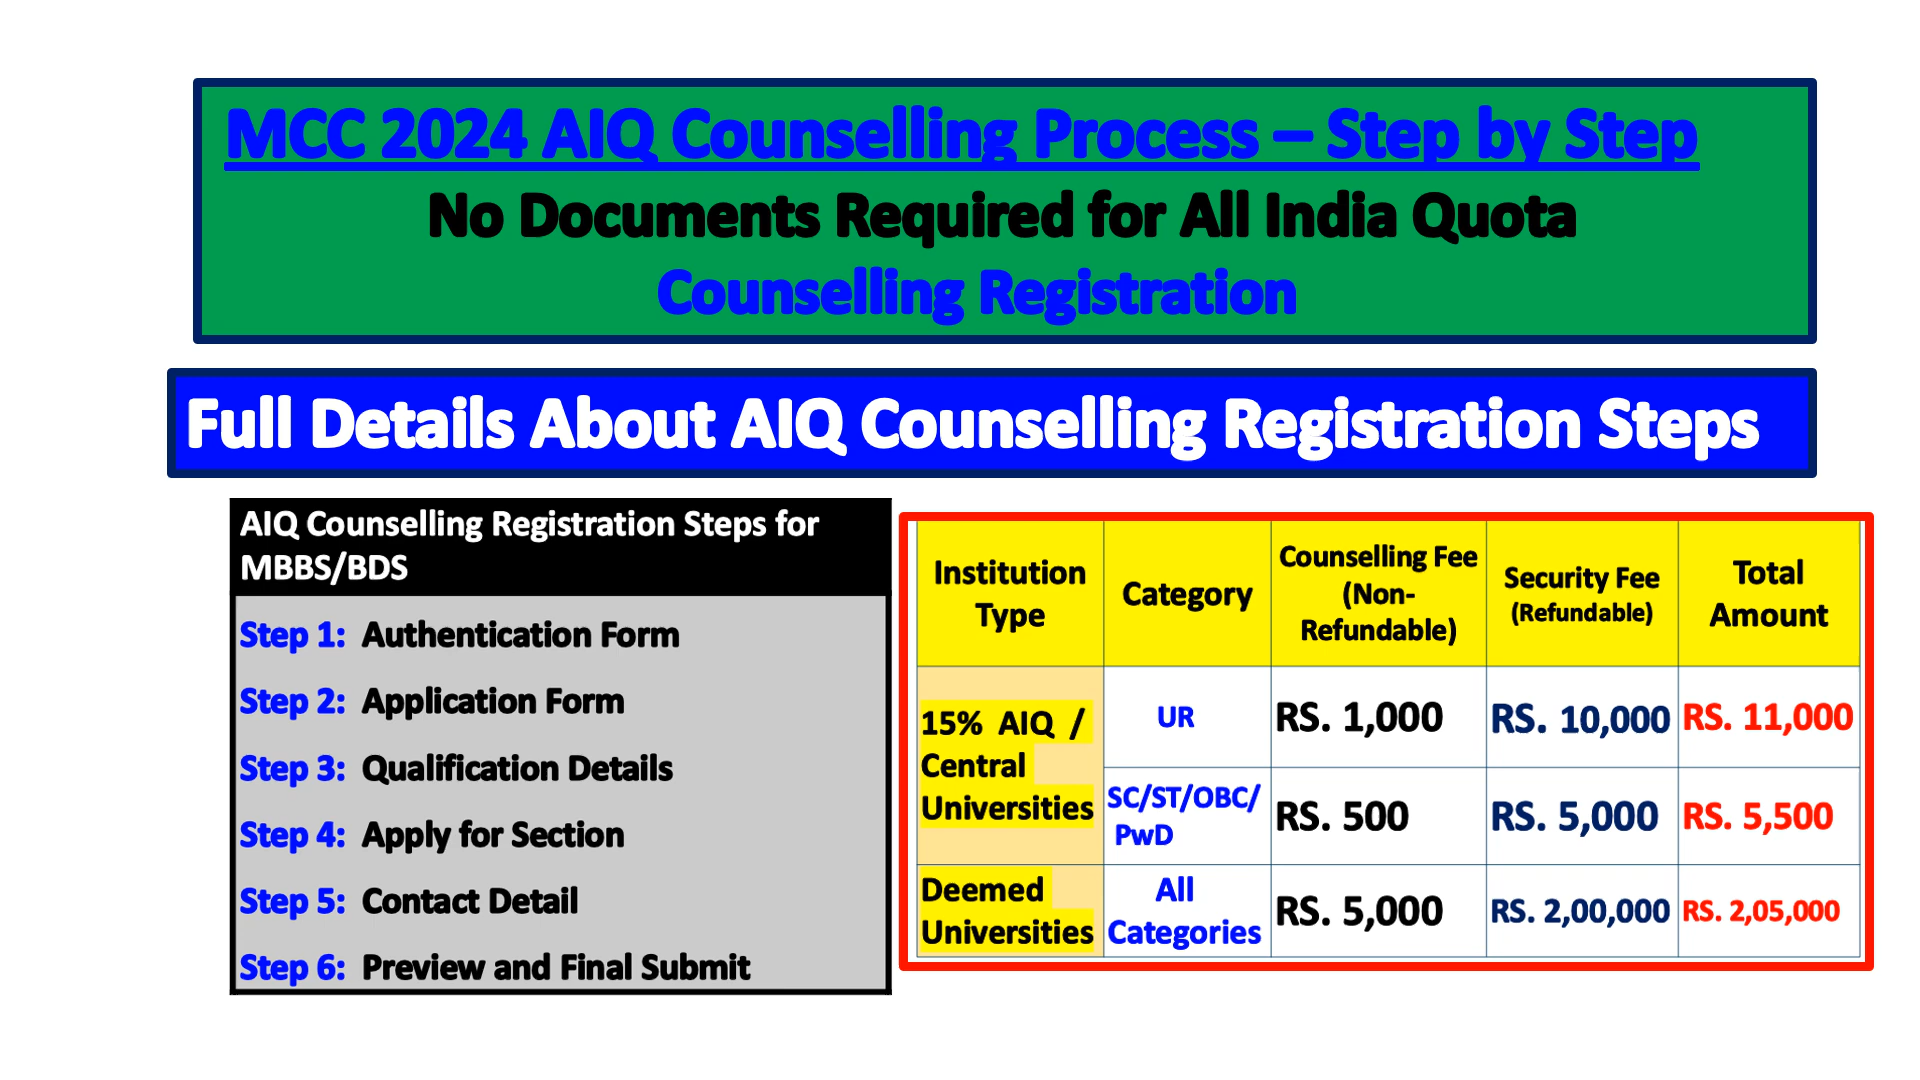 MCC 2024 AIQ Counselling Process – Step by Step
No Documents Required for All India Quota
Counselling Registration
Full Details About AIQ Counselling Registration Steps
AIQ Counselling Registration Steps for
MBBS/BDS
Step 1: Authentication Form
Step 2: Application Form
Step 3: Qualification Details
Step 4: Apply for Section
Step 5: Contact Detail
Step 6: Preview and Final Submit
Institution
Type
Category
Counselling Fee
(Non-
Refundable)
Security Fee
(Refundable)
Total
Amount
15% AIQ /
Central
Universities
UR
RS. 1,000
RS. 10,000
RS. 11,000
SC/ST/OBC/
PwD
RS. 500
RS. 5,000
RS. 5,500
Deemed
Universities
All
Categories
RS. 5,000
RS. 2,00,000
RS. 2,05,000